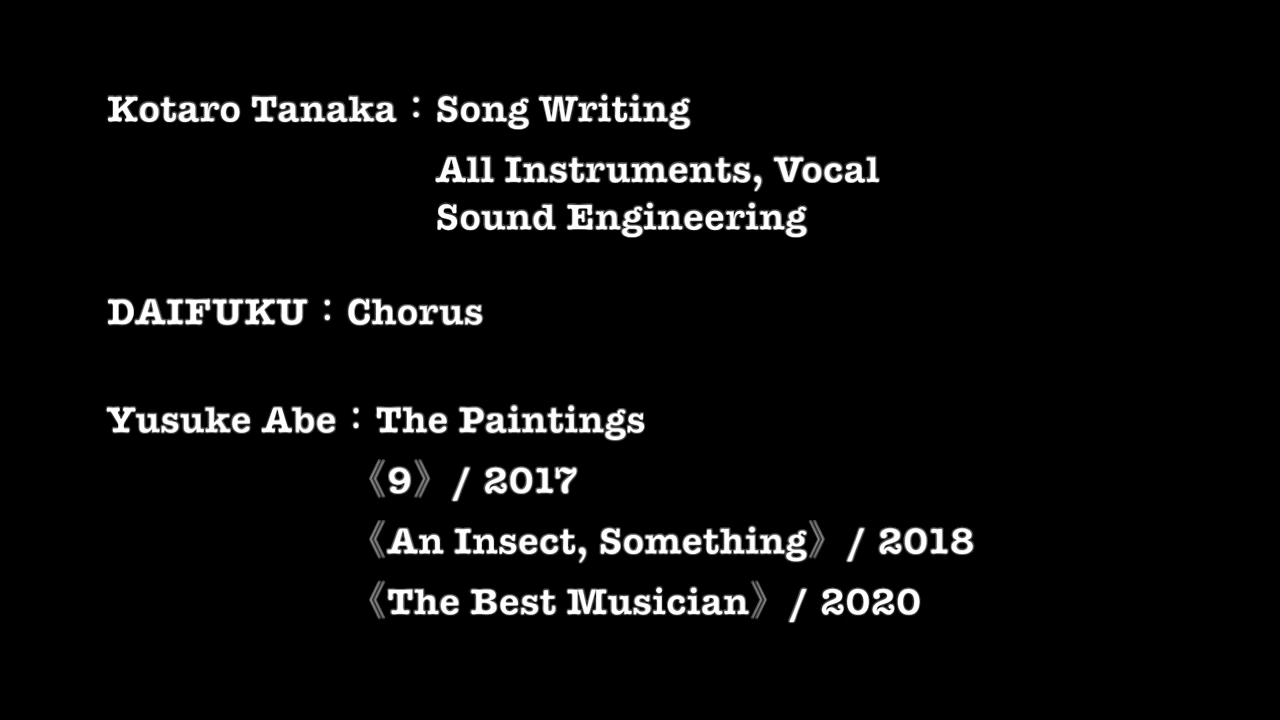 Kotaro Tanaka：Song Writing
All Instruments, Vocal
Sound Engineering
DAIFUKU：Chorus
Yusuke Abe：The Paintings
《9》 / 2017
《An Insect, Something》 / 2018
《The Best Musician》 / 2020